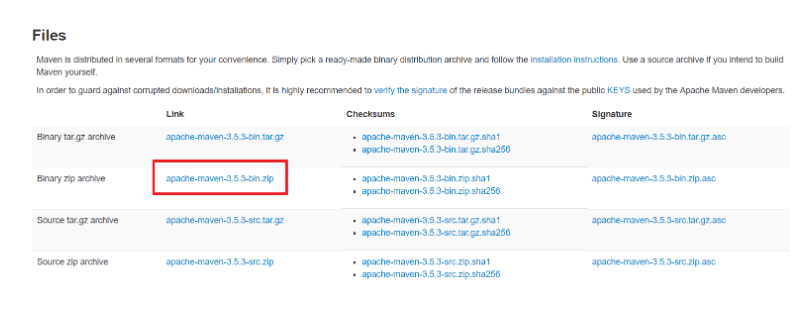 Files
Maven is distributed in several formats for your convenience. Simply pick a ready-made binary distribution archive and follow the installation instructions. Use a source archive if you intend to build
Maven yourself.
In order to guard against corrupted downloads/installations, it is highly recommended to verify the signature of the release bundles against the public KEYS used by the Apache Maven developers.
Link Checksums Signature
Binary tar.gz archive apache-maven-3.5.3-bin.tar.gz • apache-maven-3.5.3-bin.tar.gz.sha1 apache-maven-3.5.3-bin.tar.gz.asc
• apache-maven-3.5.3-bin.tar.gz.sha256
Binary zip archive apache-maven-3.5.3-bin.zip • apache-maven-3.5.3-bin.zip.sha1 apache-maven-3.5.3-bin.zip.asc
• apache-maven-3.5.3-bin.zip.sha256
Source tar.gz archive apache-maven-3.5.3-src.tar.gz • apache-maven-3.5.3-src.tar.gz.sha1 apache-maven-3.5.3-src.tar.gz.asc
• apache-maven-3.5.3-src.tar.gz.sha256
Source zip archive apache-maven-3.5.3-src.zip • apache-maven-3.5.3-src.zip.sha1 apache-maven-3.5.3-src.zip.asc
• apache-maven-3.5.3-src.zip.sha256